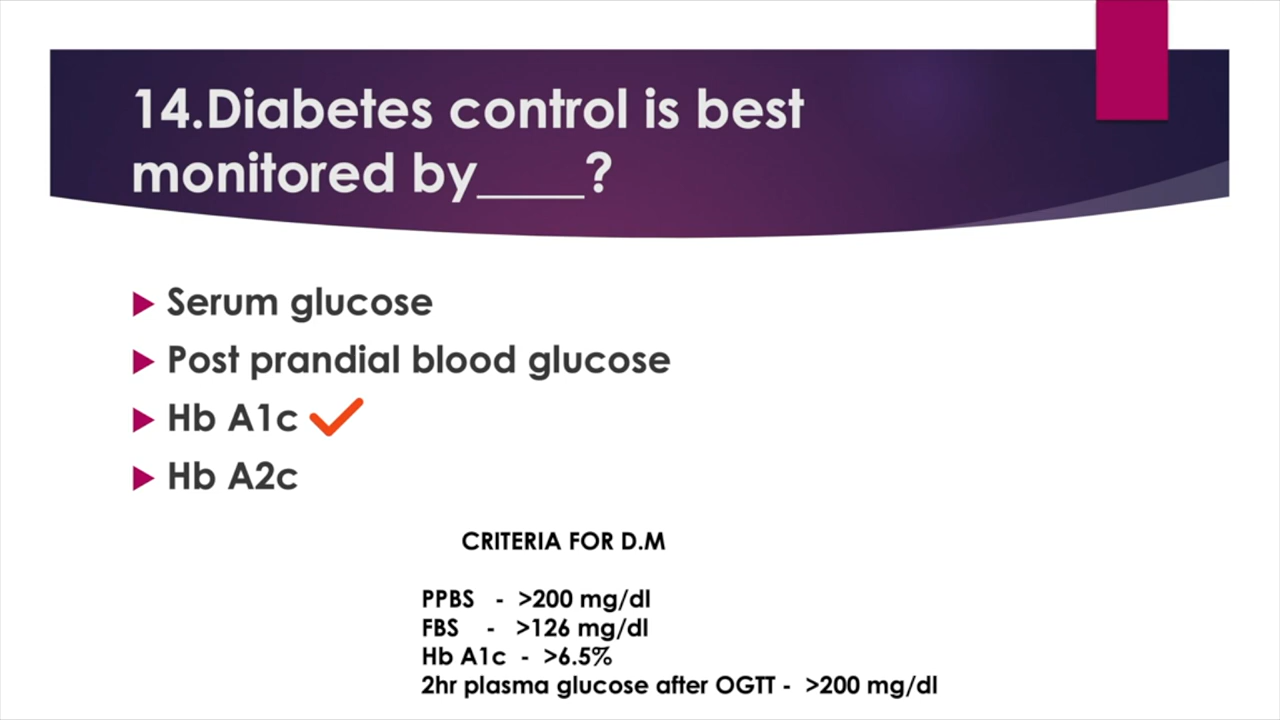 14.Diabetes control is best
monitored by____?
Serum glucose
Post prandial blood glucose
Hb A1c
Hb A2c
CRITERIA FOR D.M
PPBS - >200 mg/dl
FBS - >126 mg/dl
Hb A1c - >6.5%
2hr plasma glucose after OGTT - >200 mg/dl